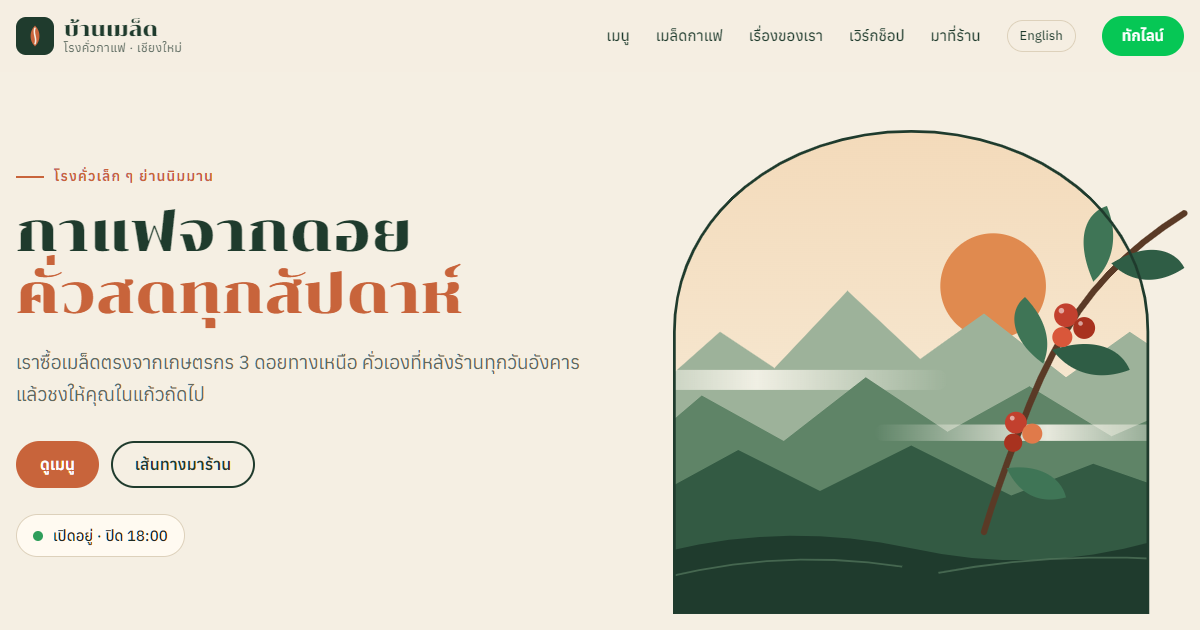 บ้านเมล็ด
โรงคั่วกาแฟ · เชียงใหม่
เมนู
เมล็ดกาแฟ
เรื่องของเรา
เวิร์กช็อป
มาที่ร้าน
English
ทักไลน์
โรงคั่วเล็ก ๆ ย่านนิมมาน
กาแฟจากดอย
คั่วสดทุกสัปดาห์
เราซื้อเมล็ดตรงจากเกษตรกร 3 ดอยทางเหนือ คั่วเองที่หลังร้านทุกวันอังคาร
แล้วชงให้คุณในแก้วถัดไป
ดูเมนู
เส้นทางมาร้าน
เปิดอยู่ · ปิด 18:00